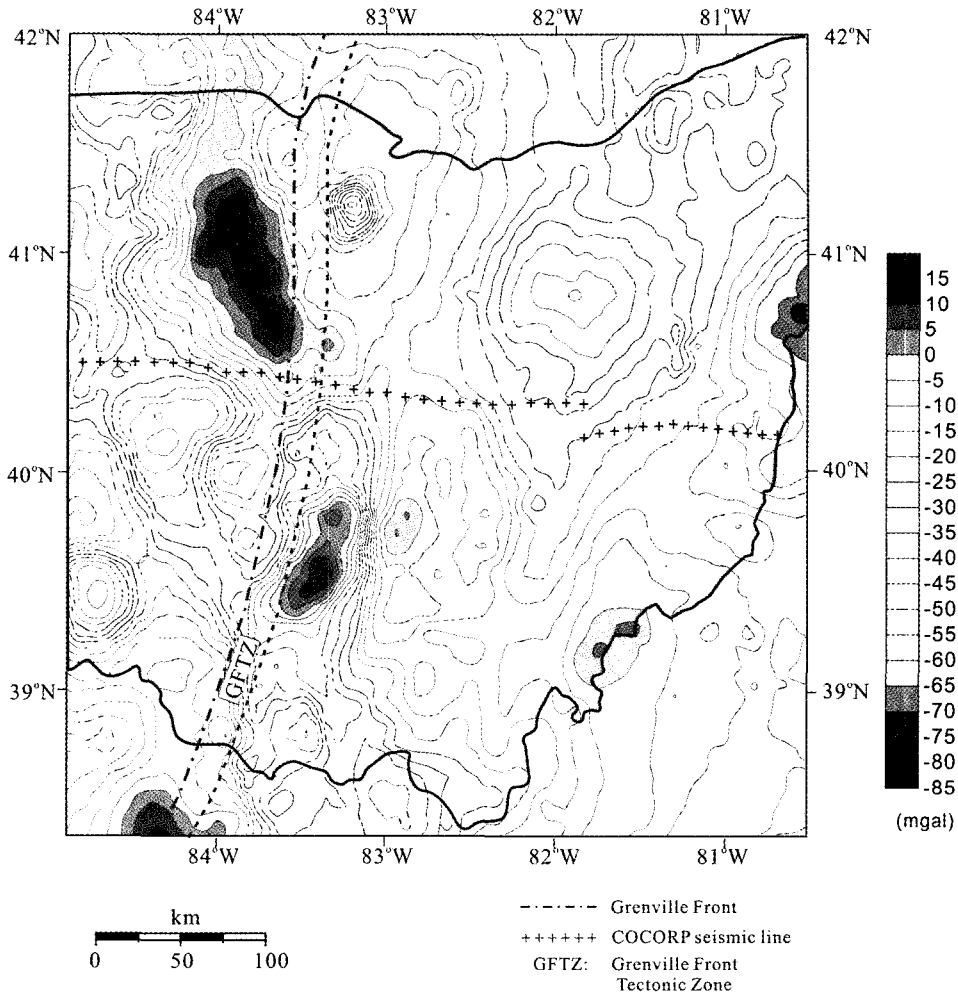 84°W 83°W 82°W 81°W
42°N 42°N
41°N 41°N
40°N 40°N
39°N 39°N
GFTZ
84°W 83°W 82°W 81°W
15
10
5
0
-5
-10
-15
-20
-25
-30
-35
-40
-45
-50
-55
-60
-65
-70
-75
-80
-85
(mgal)
km
0 50 100
Grenville Front
COCORP seismic line
GFTZ: Grenville Front
Tectonic Zone